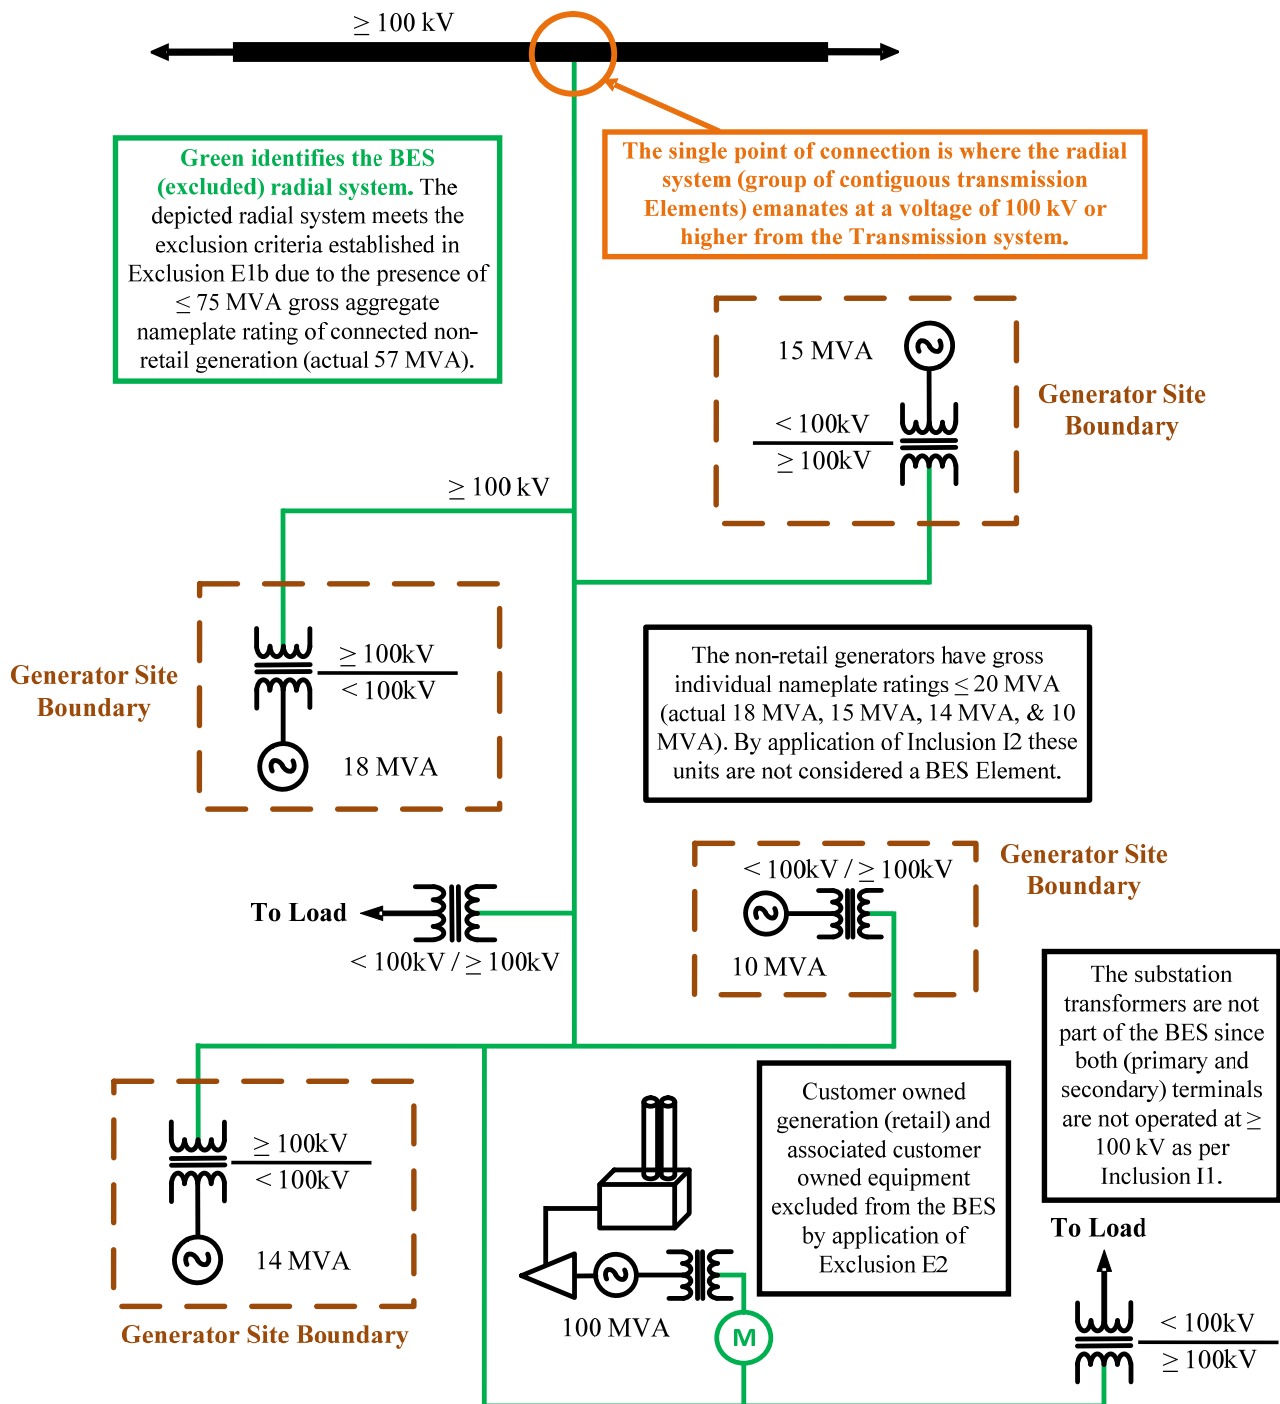 ≥ 100 kV
Green identifies the BES
(excluded) radial system. The
depicted radial system meets the
exclusion criteria established in
Exclusion E1b due to the presence of
≤ 75 MVA gross aggregate
nameplate rating of connected non-
retail generation (actual 57 MVA).
The single point of connection is where the radial
system (group of contiguous transmission
Elements) emanates at a voltage of 100 kV or
higher from the Transmission system.
15 MVA
< 100kV
≥ 100kV
Generator Site
Boundary
≥ 100 kV
Generator Site
Boundary
≥ 100kV
< 100kV
18 MVA
The non-retail generators have gross
individual nameplate ratings ≤ 20 MVA
(actual 18 MVA, 15 MVA, 14 MVA, & 10
MVA). By application of Inclusion I2 these
units are not considered a BES Element.
To Load
< 100kV / ≥ 100kV
< 100kV / ≥ 100kV
10 MVA
Generator Site
Boundary
The substation
transformers are not
part of the BES since
both (primary and
secondary) terminals
are not operated at ≥
100 kV as per
Inclusion I1.
≥ 100kV
< 100kV
14 MVA
Generator Site Boundary
Customer owned
generation (retail) and
associated customer
owned equipment
excluded from the BES
by application of
Exclusion E2
100 MVA
M
To Load
< 100kV
≥ 100kV